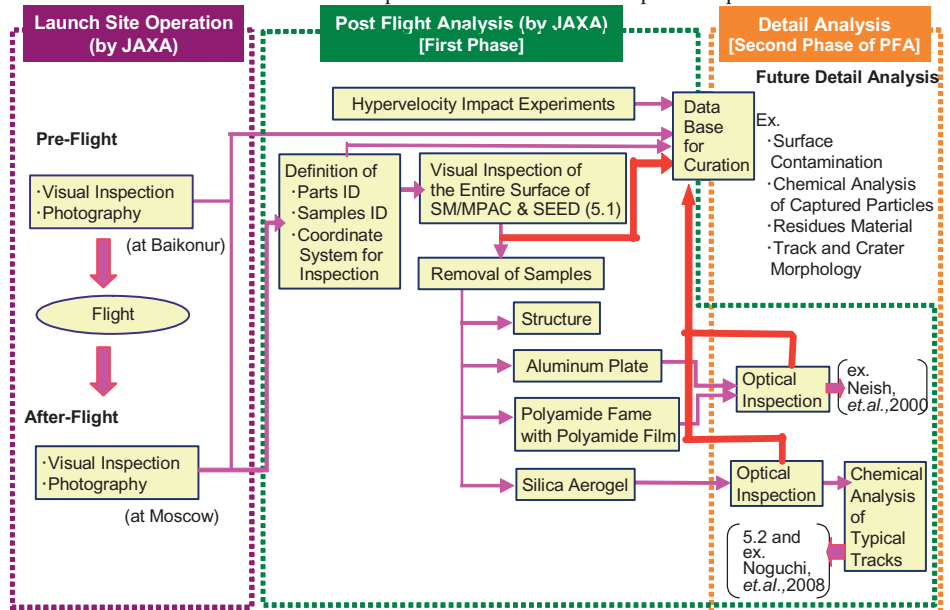 Launch Site Operation
(by JAXA)
Pre-Flight
·Visual Inspection
·Photography
(at Baikonur)
Flight
After-Flight
·Visual Inspection
·Photography
(at Moscow)
Post Flight Analysis (by JAXA)
[First Phase]
Hypervelocity Impact Experiments
Definition of
·Parts ID
·Samples ID
·Coordinate
System for
Inspection
Visual Inspection of
the Entire Surface of
SM/MPAC & SEED (5.1)
Removal of Samples
Structure
Aluminum Plate
Polyamide Fame
with Polyamide Film
Silica Aerogel
Data
Base
for
Curation
Detail Analysis
[Second Phase of PFA]
Future Detail Analysis
Ex.
·Surface
Contamination
·Chemical Analysis
of Captured Particles
·Residues Material
·Track and Crater
Morphology
Optical
Inspection
ex.
Neish,
et.al.,2000
Optical
Inspection
Chemical
Analysis
of
Typical
Tracks
5.2 and
ex.
Noguchi,
et.al.,2008